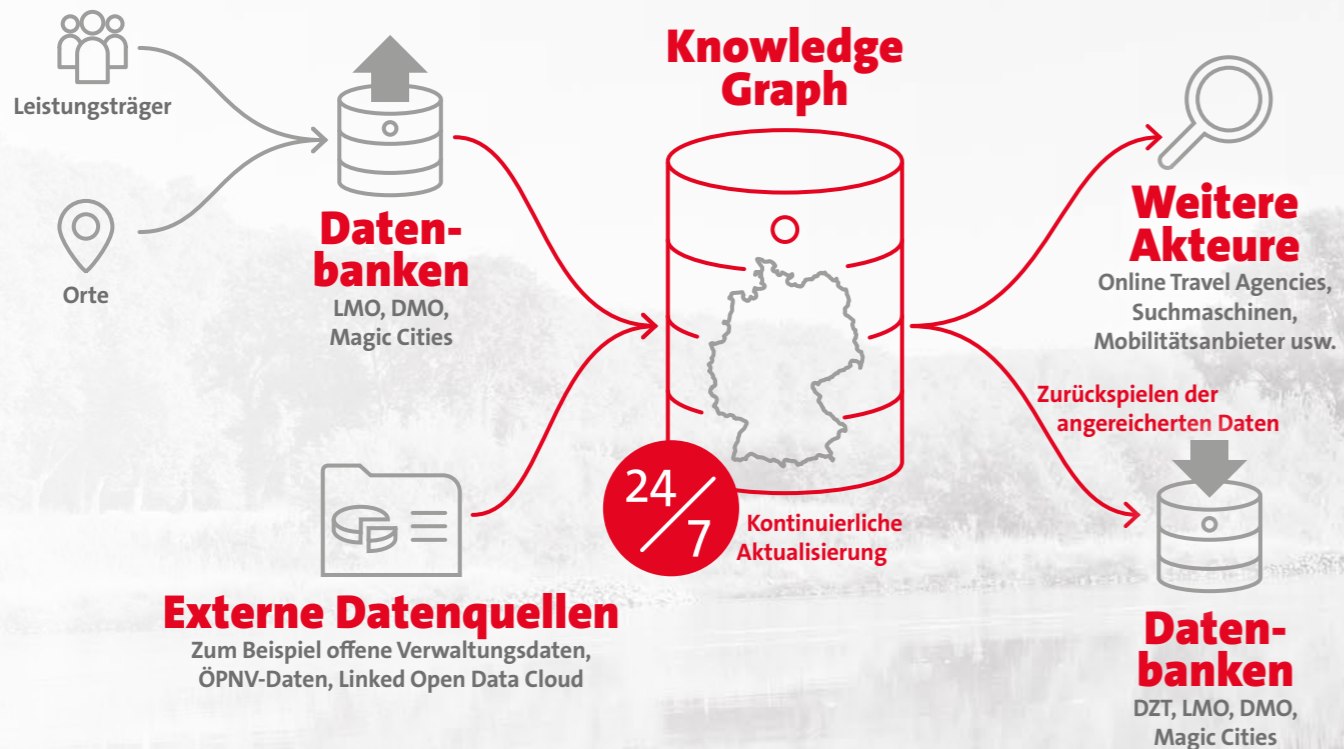 Leistungsträger
Orte
Daten-
banken
LMO, DMO,
Magic Cities
Externe Datenquellen
Zum Beispiel offene Verwaltungsdaten,
ÖPNV-Daten, Linked Open Data Cloud
Knowledge
Graph
24/7
Kontinuierliche
Aktualisierung
Weitere
Akteure
Online Travel Agencies,
Suchmaschinen,
Mobilitätsanbieter usw.
Zurückspielen der
angereicherten Daten
Daten-
banken
DZT, LMO, DMO,
Magic Cities